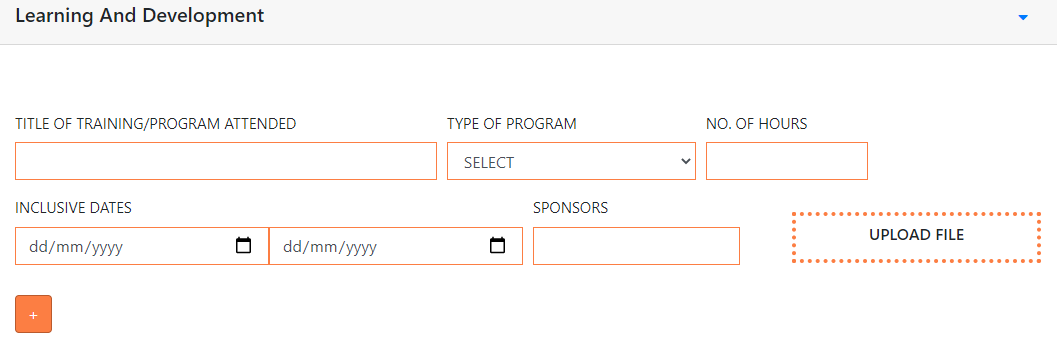 Learning And Development
TITLE OF TRAINING/PROGRAM ATTENDED
TYPE OF PROGRAM
NO. OF HOURS
SELECT
INCLUSIVE DATES
SPONSORS
dd/mm/yyyy
dd/mm/yyyy
UPLOAD FILE
+